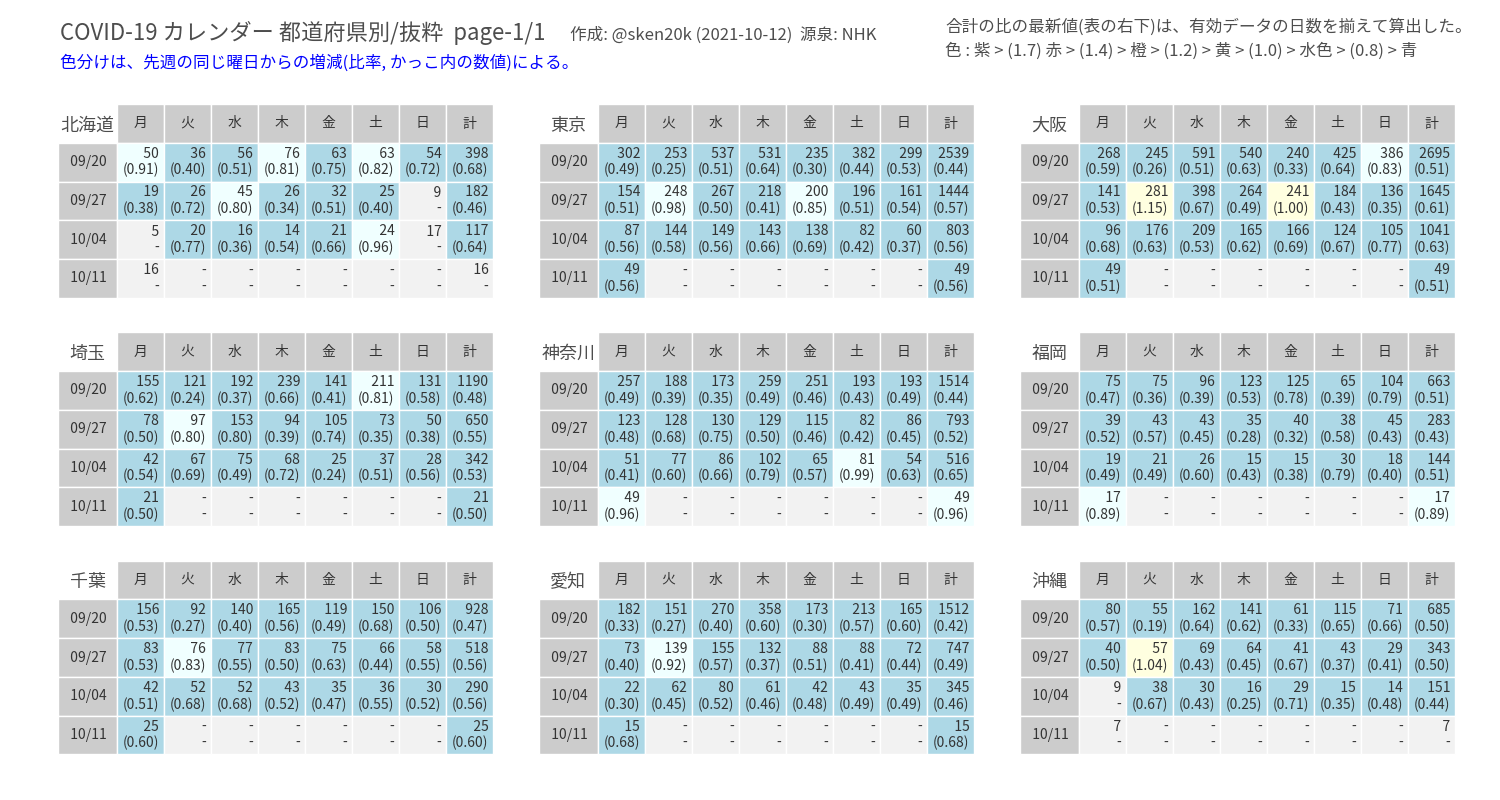 COVID-19 カレンダー 都道府県別/抜粋 page-1/1 作成: @sken20k (2021-10-12) 源泉: NHK
色分けは、先週の同じ曜日からの増減(比率, かっこ内の数値)による。
合計の比の最新値(表の右下)は、有効データの日数を揃えて算出した。
色 : 紫 > (1.7) 赤 > (1.4) 橙 > (1.2) 黄 > (1.0) > 水色 > (0.8) > 青
北海道 月 火 水 木 金 土 日 計
09/20 50 36 56 76 63 63 54 398
(0.91) (0.40) (0.51) (0.81) (0.75) (0.82) (0.72) (0.68)
09/27 19 26 45 26 32 25 9 182
(0.38) (0.72) (0.80) (0.34) (0.51) (0.40) - (0.46)
10/04 5 20 16 14 21 24 17 117
- (0.77) (0.36) (0.54) (0.66) (0.96) - (0.64)
10/11 16 - - - - - - 16
- - - - - - - -
東京 月 火 水 木 金 土 日 計
09/20 302 253 537 531 235 382 299 2539
(0.49) (0.25) (0.51) (0.64) (0.30) (0.44) (0.53) (0.44)
09/27 154 248 267 218 200 196 161 1444
(0.51) (0.98) (0.50) (0.41) (0.85) (0.51) (0.54) (0.57)
10/04 87 144 149 143 138 82 60 803
(0.56) (0.58) (0.56) (0.66) (0.69) (0.42) (0.37) (0.56)
10/11 49 - - - - - - 49
(0.56) - - - - - - (0.56)
大阪 月 火 水 木 金 土 日 計
09/20 268 245 591 540 240 425 386 2695
(0.59) (0.26) (0.51) (0.63) (0.33) (0.64) (0.83) (0.51)
09/27 141 281 398 264 241 184 136 1645
(0.53) (1.15) (0.67) (0.49) (1.00) (0.43) (0.35) (0.61)
10/04 96 176 209 165 166 124 105 1041
(0.68) (0.63) (0.53) (0.62) (0.69) (0.67) (0.77) (0.63)
10/11 49 - - - - - - 49
(0.51) - - - - - - (0.51)
埼玉 月 火 水 木 金 土 日 計
09/20 155 121 192 239 141 211 131 1190
(0.62) (0.24) (0.37) (0.66) (0.41) (0.81) (0.58) (0.48)
09/27 78 97 153 94 105 73 50 650
(0.50) (0.80) (0.80) (0.39) (0.74) (0.35) (0.38) (0.55)
10/04 42 67 75 68 25 37 28 342
(0.54) (0.69) (0.49) (0.72) (0.24) (0.51) (0.56) (0.53)
10/11 21 - - - - - - 21
(0.50) - - - - - - (0.50)
神奈川 月 火 水 木 金 土 日 計
09/20 257 188 173 259 251 193 193 1514
(0.49) (0.39) (0.35) (0.49) (0.46) (0.43) (0.49) (0.44)
09/27 123 128 130 129 115 82 86 793
(0.48) (0.68) (0.75) (0.50) (0.46) (0.42) (0.45) (0.52)
10/04 51 77 86 102 65 81 54 516
(0.41) (0.60) (0.66) (0.79) (0.57) (0.99) (0.63) (0.65)
10/11 49 - - - - - - 49
(0.96) - - - - - - (0.96)
福岡 月 火 水 木 金 土 日 計
09/20 75 75 96 123 125 65 104 663
(0.47) (0.36) (0.39) (0.53) (0.78) (0.39) (0.79) (0.51)
09/27 39 43 43 35 40 38 45 283
(0.52) (0.57) (0.45) (0.28) (0.32) (0.58) (0.43) (0.43)
10/04 19 21 26 15 15 30 18 144
(0.49) (0.49) (0.60) (0.43) (0.38) (0.79) (0.40) (0.51)
10/11 17 - - - - - - 17
(0.89) - - - - - - (0.89)
千葉 月 火 水 木 金 土 日 計
09/20 156 92 140 165 119 150 106 928
(0.53) (0.27) (0.40) (0.56) (0.49) (0.68) (0.50) (0.47)
09/27 83 76 77 83 75 66 58 518
(0.53) (0.83) (0.55) (0.50) (0.63) (0.44) (0.55) (0.56)
10/04 42 52 52 43 35 36 30 290
(0.51) (0.68) (0.68) (0.52) (0.47) (0.55) (0.52) (0.56)
10/11 25 - - - - - - 25
(0.60) - - - - - - (0.60)
愛知 月 火 水 木 金 土 日 計
09/20 182 151 270 358 173 213 165 1512
(0.33) (0.27) (0.40) (0.60) (0.30) (0.57) (0.60) (0.42)
09/27 73 139 155 132 88 88 72 747
(0.40) (0.92) (0.57) (0.37) (0.51) (0.41) (0.44) (0.49)
10/04 22 62 80 61 42 43 35 345
(0.30) (0.45) (0.52) (0.46) (0.48) (0.49) (0.49) (0.46)
10/11 15 - - - - - - 15
(0.68) - - - - - - (0.68)
沖縄 月 火 水 木 金 土 日 計
09/20 80 55 162 141 61 115 71 685
(0.57) (0.19) (0.64) (0.62) (0.33) (0.65) (0.66) (0.50)
09/27 40 57 69 64 41 43 29 343
(0.50) (1.04) (0.43) (0.45) (0.67) (0.37) (0.41) (0.50)
10/04 9 38 30 16 29 15 14 151
- (0.67) (0.43) (0.25) (0.71) (0.35) (0.48) (0.44)
10/11 7 - - - - - - 7
- - - - - - - -